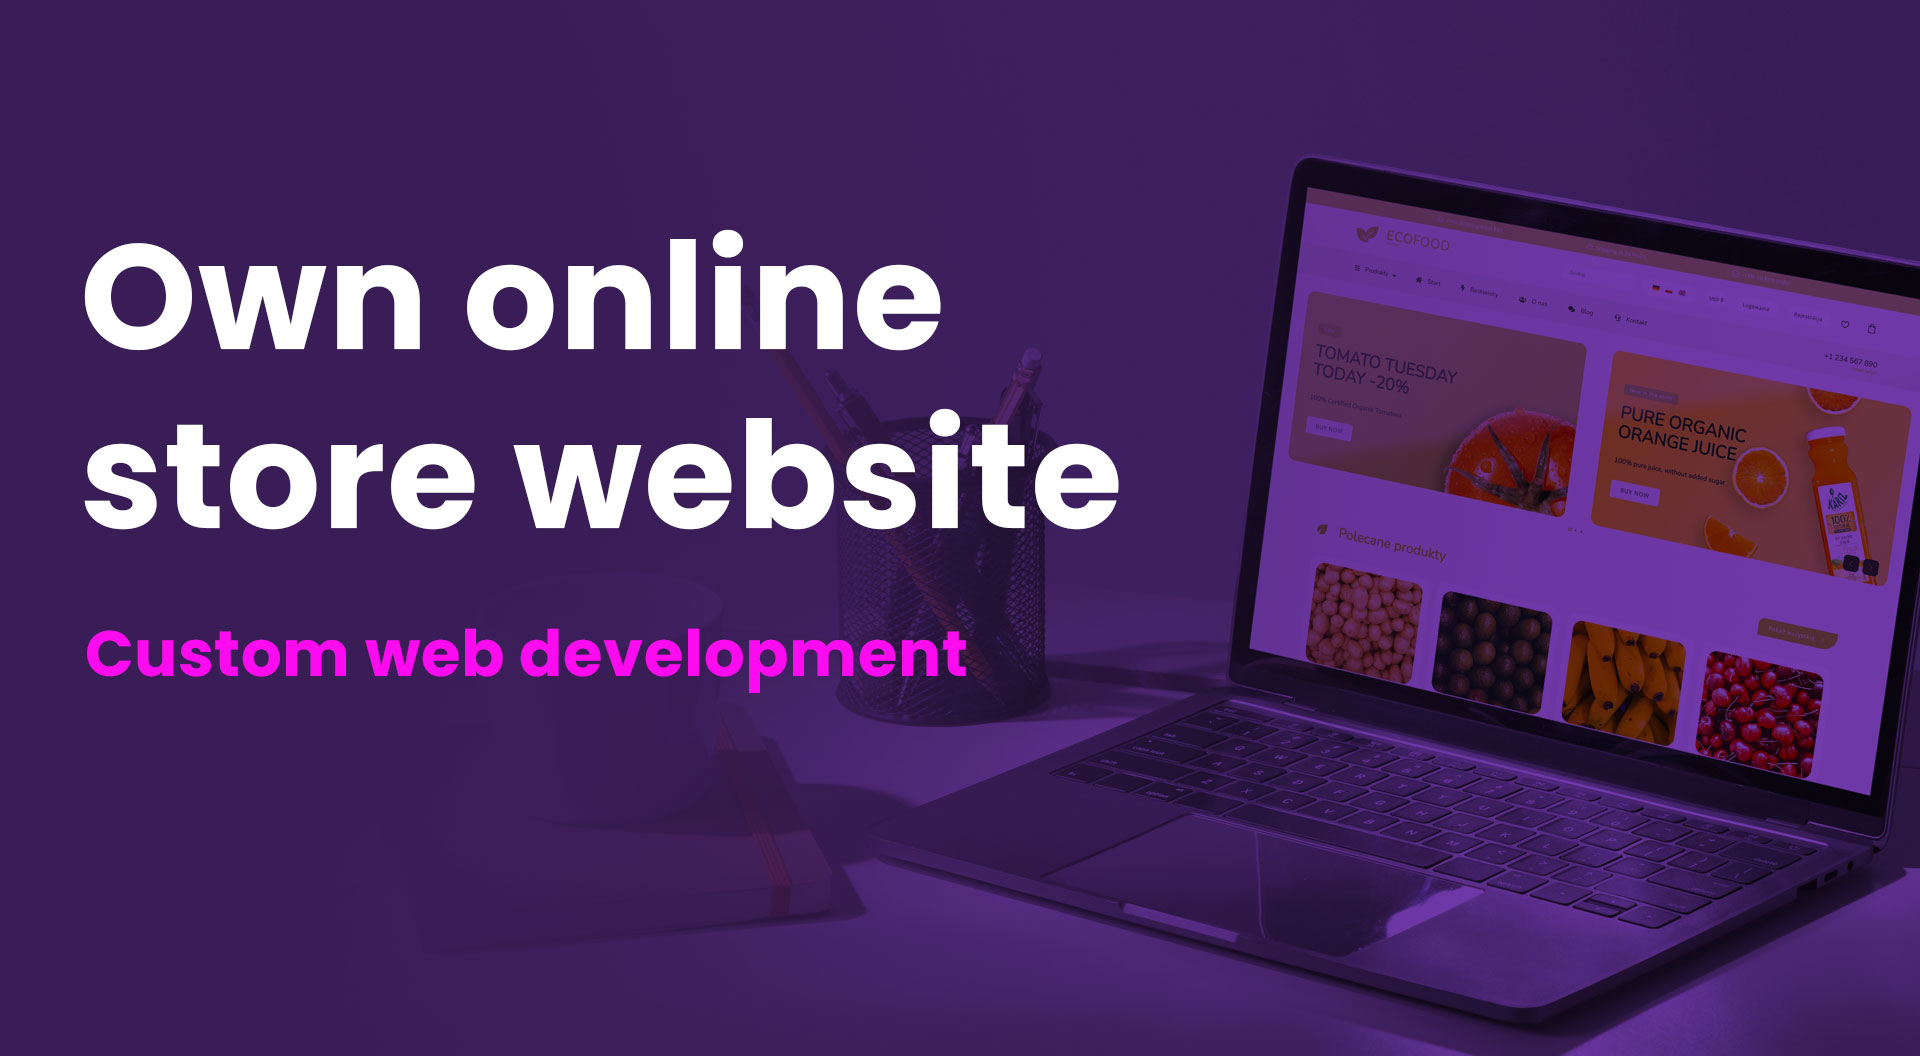 Own online
store website
Custom web development
ECOFOOD
Produkty
Start
Bestsellery
O nas
Blog
Kontakt
Logowanie
Rejestracja
+1 234 567 890
TOMATO TUESDAY
TODAY -20%
100% Certified Organic Tomatoes
BUY NOW
PURE ORGANIC
ORANGE JUICE
100% pure juice, without added sugar
BUY NOW
Polecane produkty